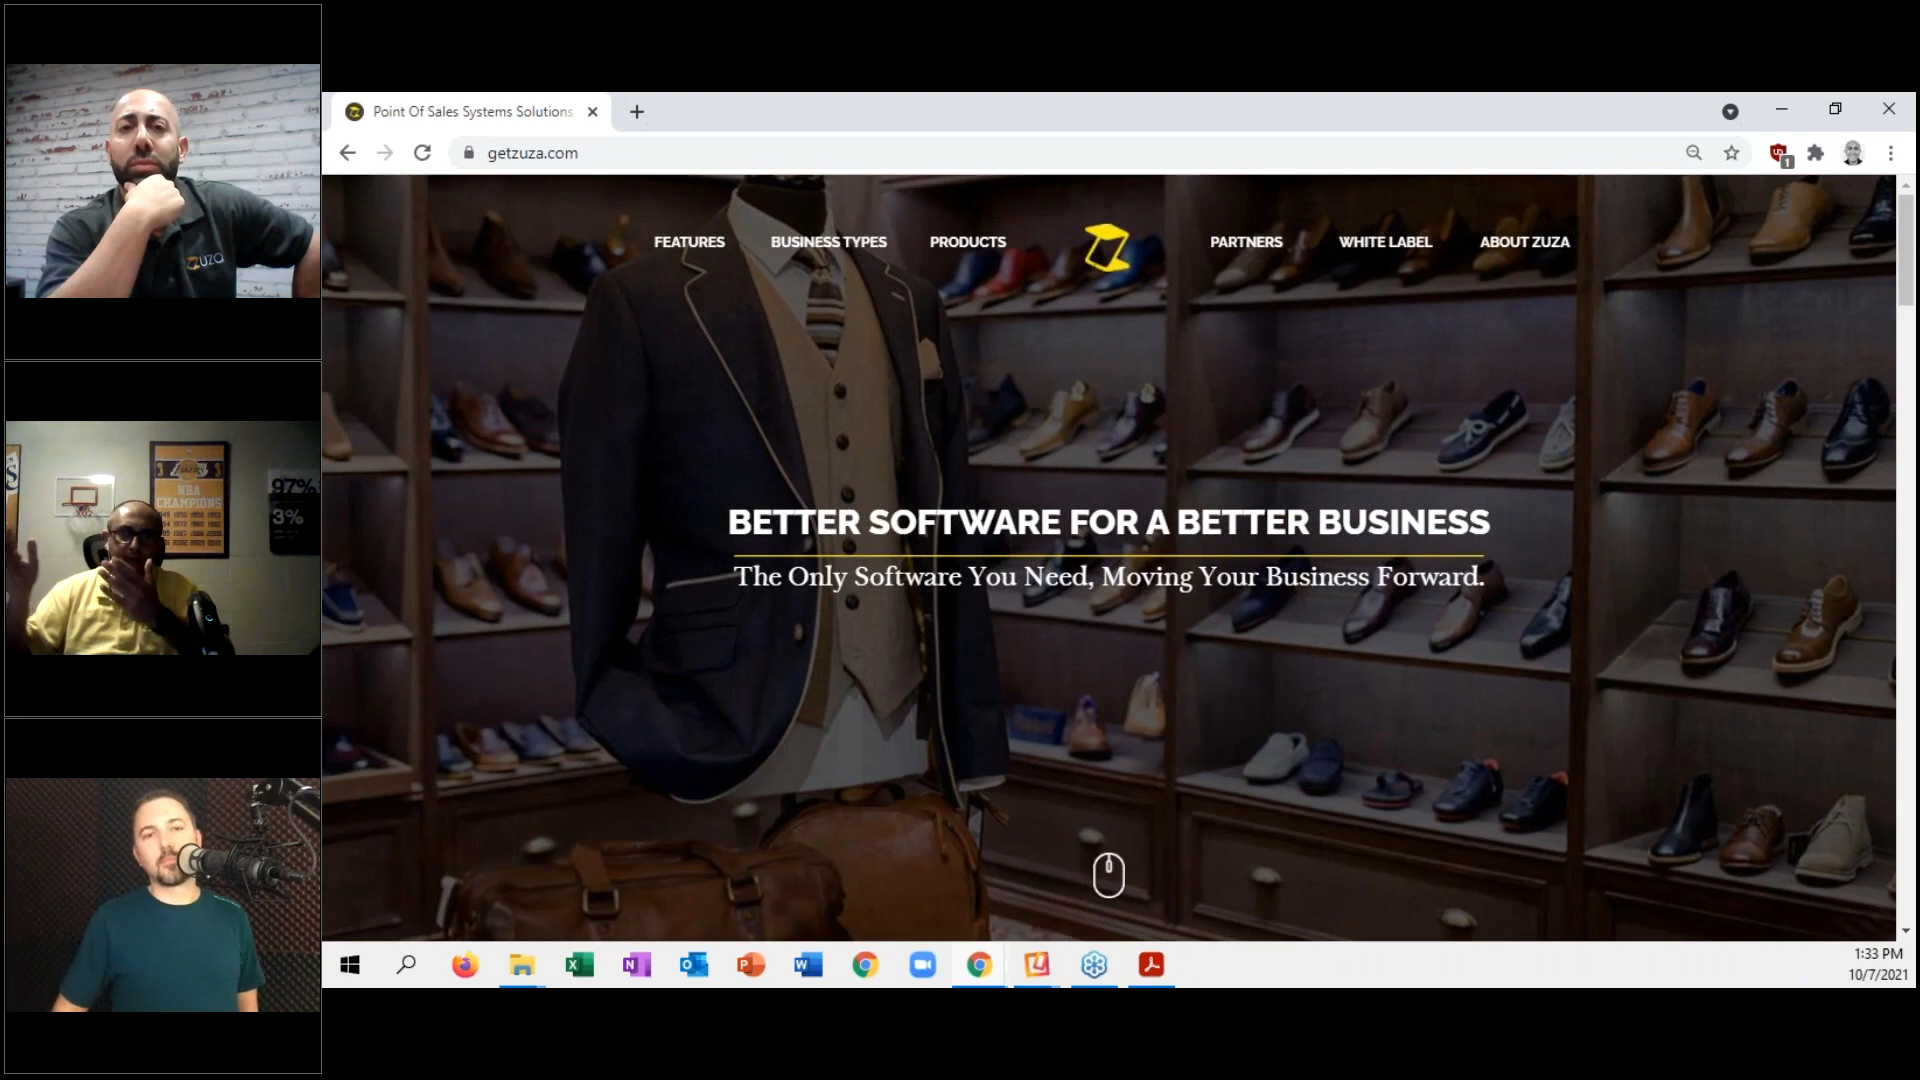 Point Of Sales Systems Solutions
getzuza.com
1
FEATURES
BUSINESS TYPES
PRODUCTS
PARTNERS
WHITE LABEL
ABOUT ZUZA
BETTER SOFTWARE FOR A BETTER BUSINESS
The Only Software You Need, Moving Your Business Forward.
ZUZA
LAKERS
NBA
CHAMPIONS
97%
3%
1:33 PM
10/7/2021